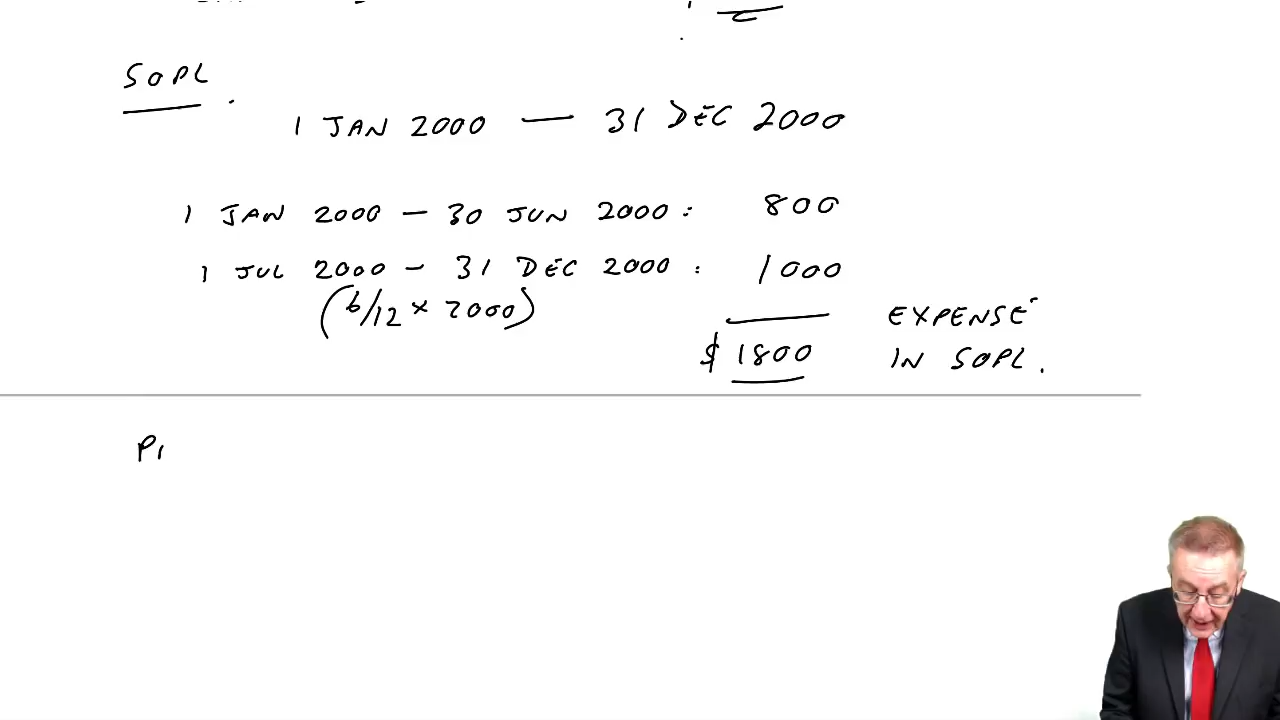 SOPL.
1 JAN 2000 — 31 DEC 2000
1 JAN 2000 — 30 JUN 2000: 800
1 JUL 2000 — 31 DEC 2000: 1000
(6/12 × 2000)
EXPENSE
$ 1800 IN SOPL.